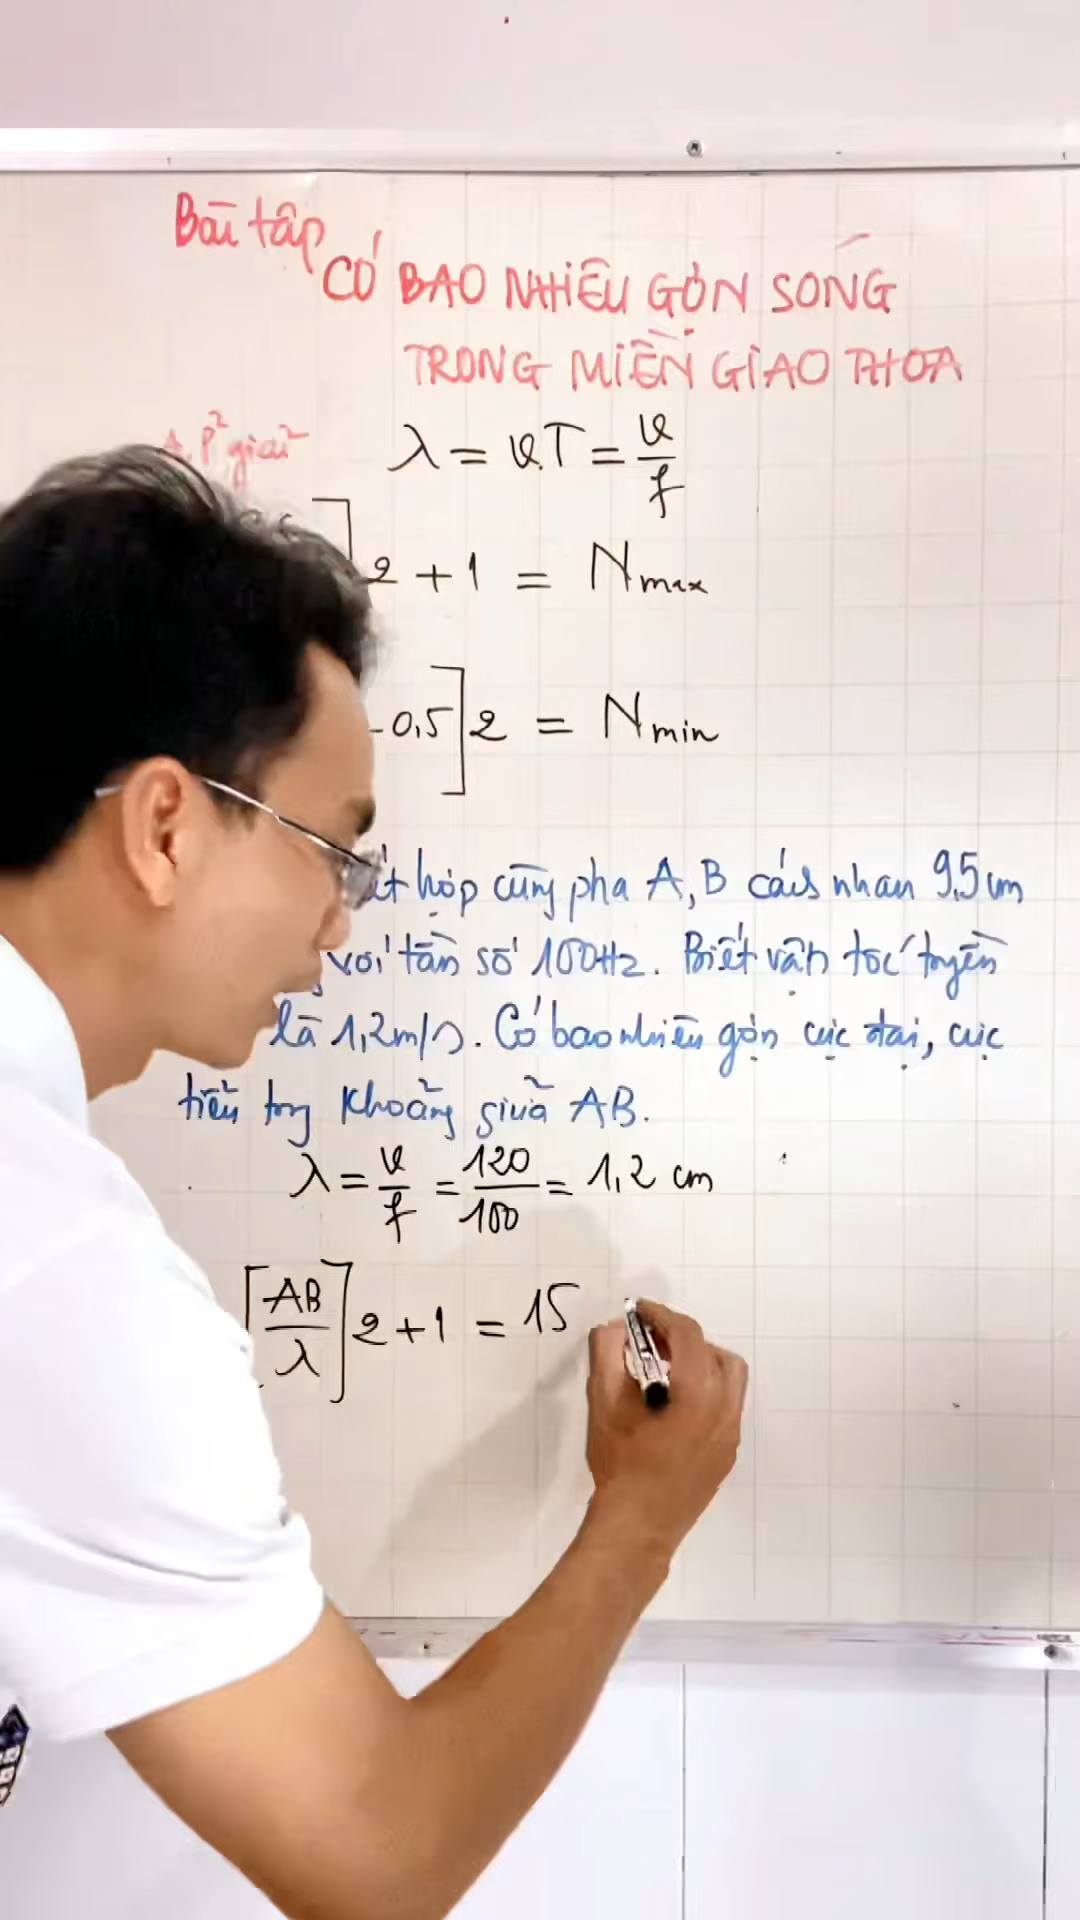 Bài tập
CÓ BAO NHIÊU GỢN SÓNG
TRONG MIỀN GIAO THOA
A. P² giải
λ = v.T = v/f
]2 + 1 = Nmax
- 0,5]2 = Nmin
hợp cùng pha A, B cách nhau 9,5 cm
với tần số 100Hz. Biết vận tốc truyền
là 1,2m/s. Có bao nhiêu gợn cực đại, cực
tiểu trg khoảng giữa AB.
λ = v/f = 120/100 = 1,2 cm
[AB/λ]2 + 1 = 15